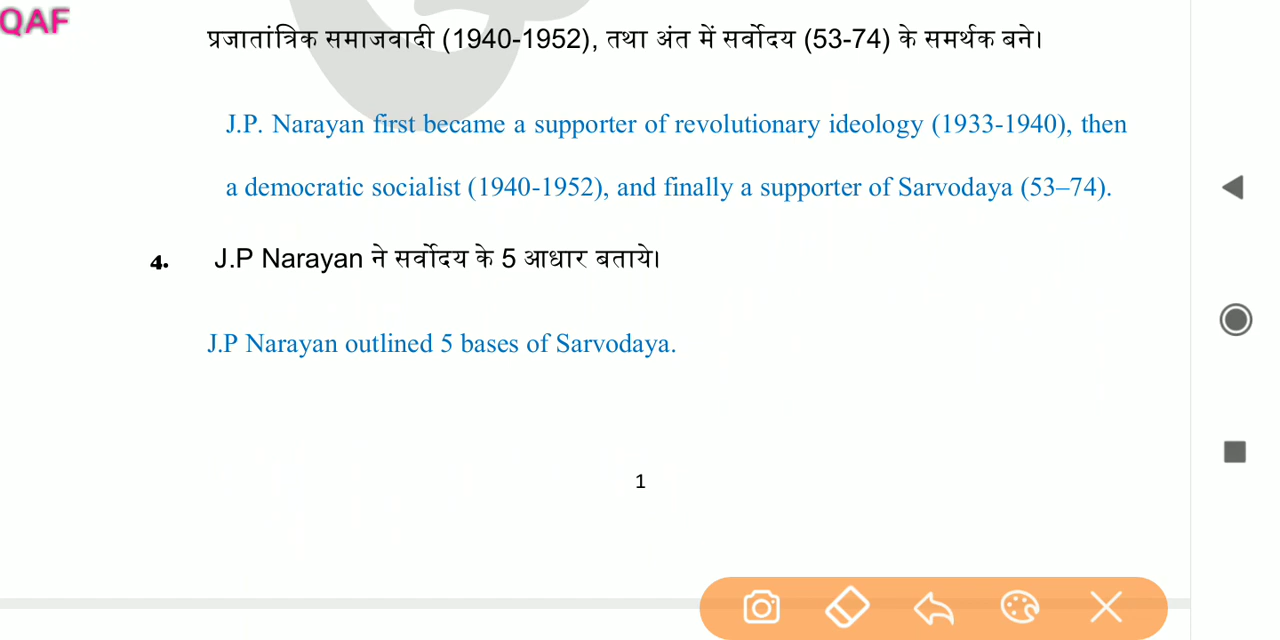 QAF
प्रजातांत्रिक समाजवादी (1940-1952), तथा अंत में सर्वोदय (53-74) के समर्थक बने।
J.P. Narayan first became a supporter of revolutionary ideology (1933-1940), then
a democratic socialist (1940-1952), and finally a supporter of Sarvodaya (53–74).
4. J.P Narayan ने सर्वोदय के 5 आधार बताये।
J.P Narayan outlined 5 bases of Sarvodaya.
1